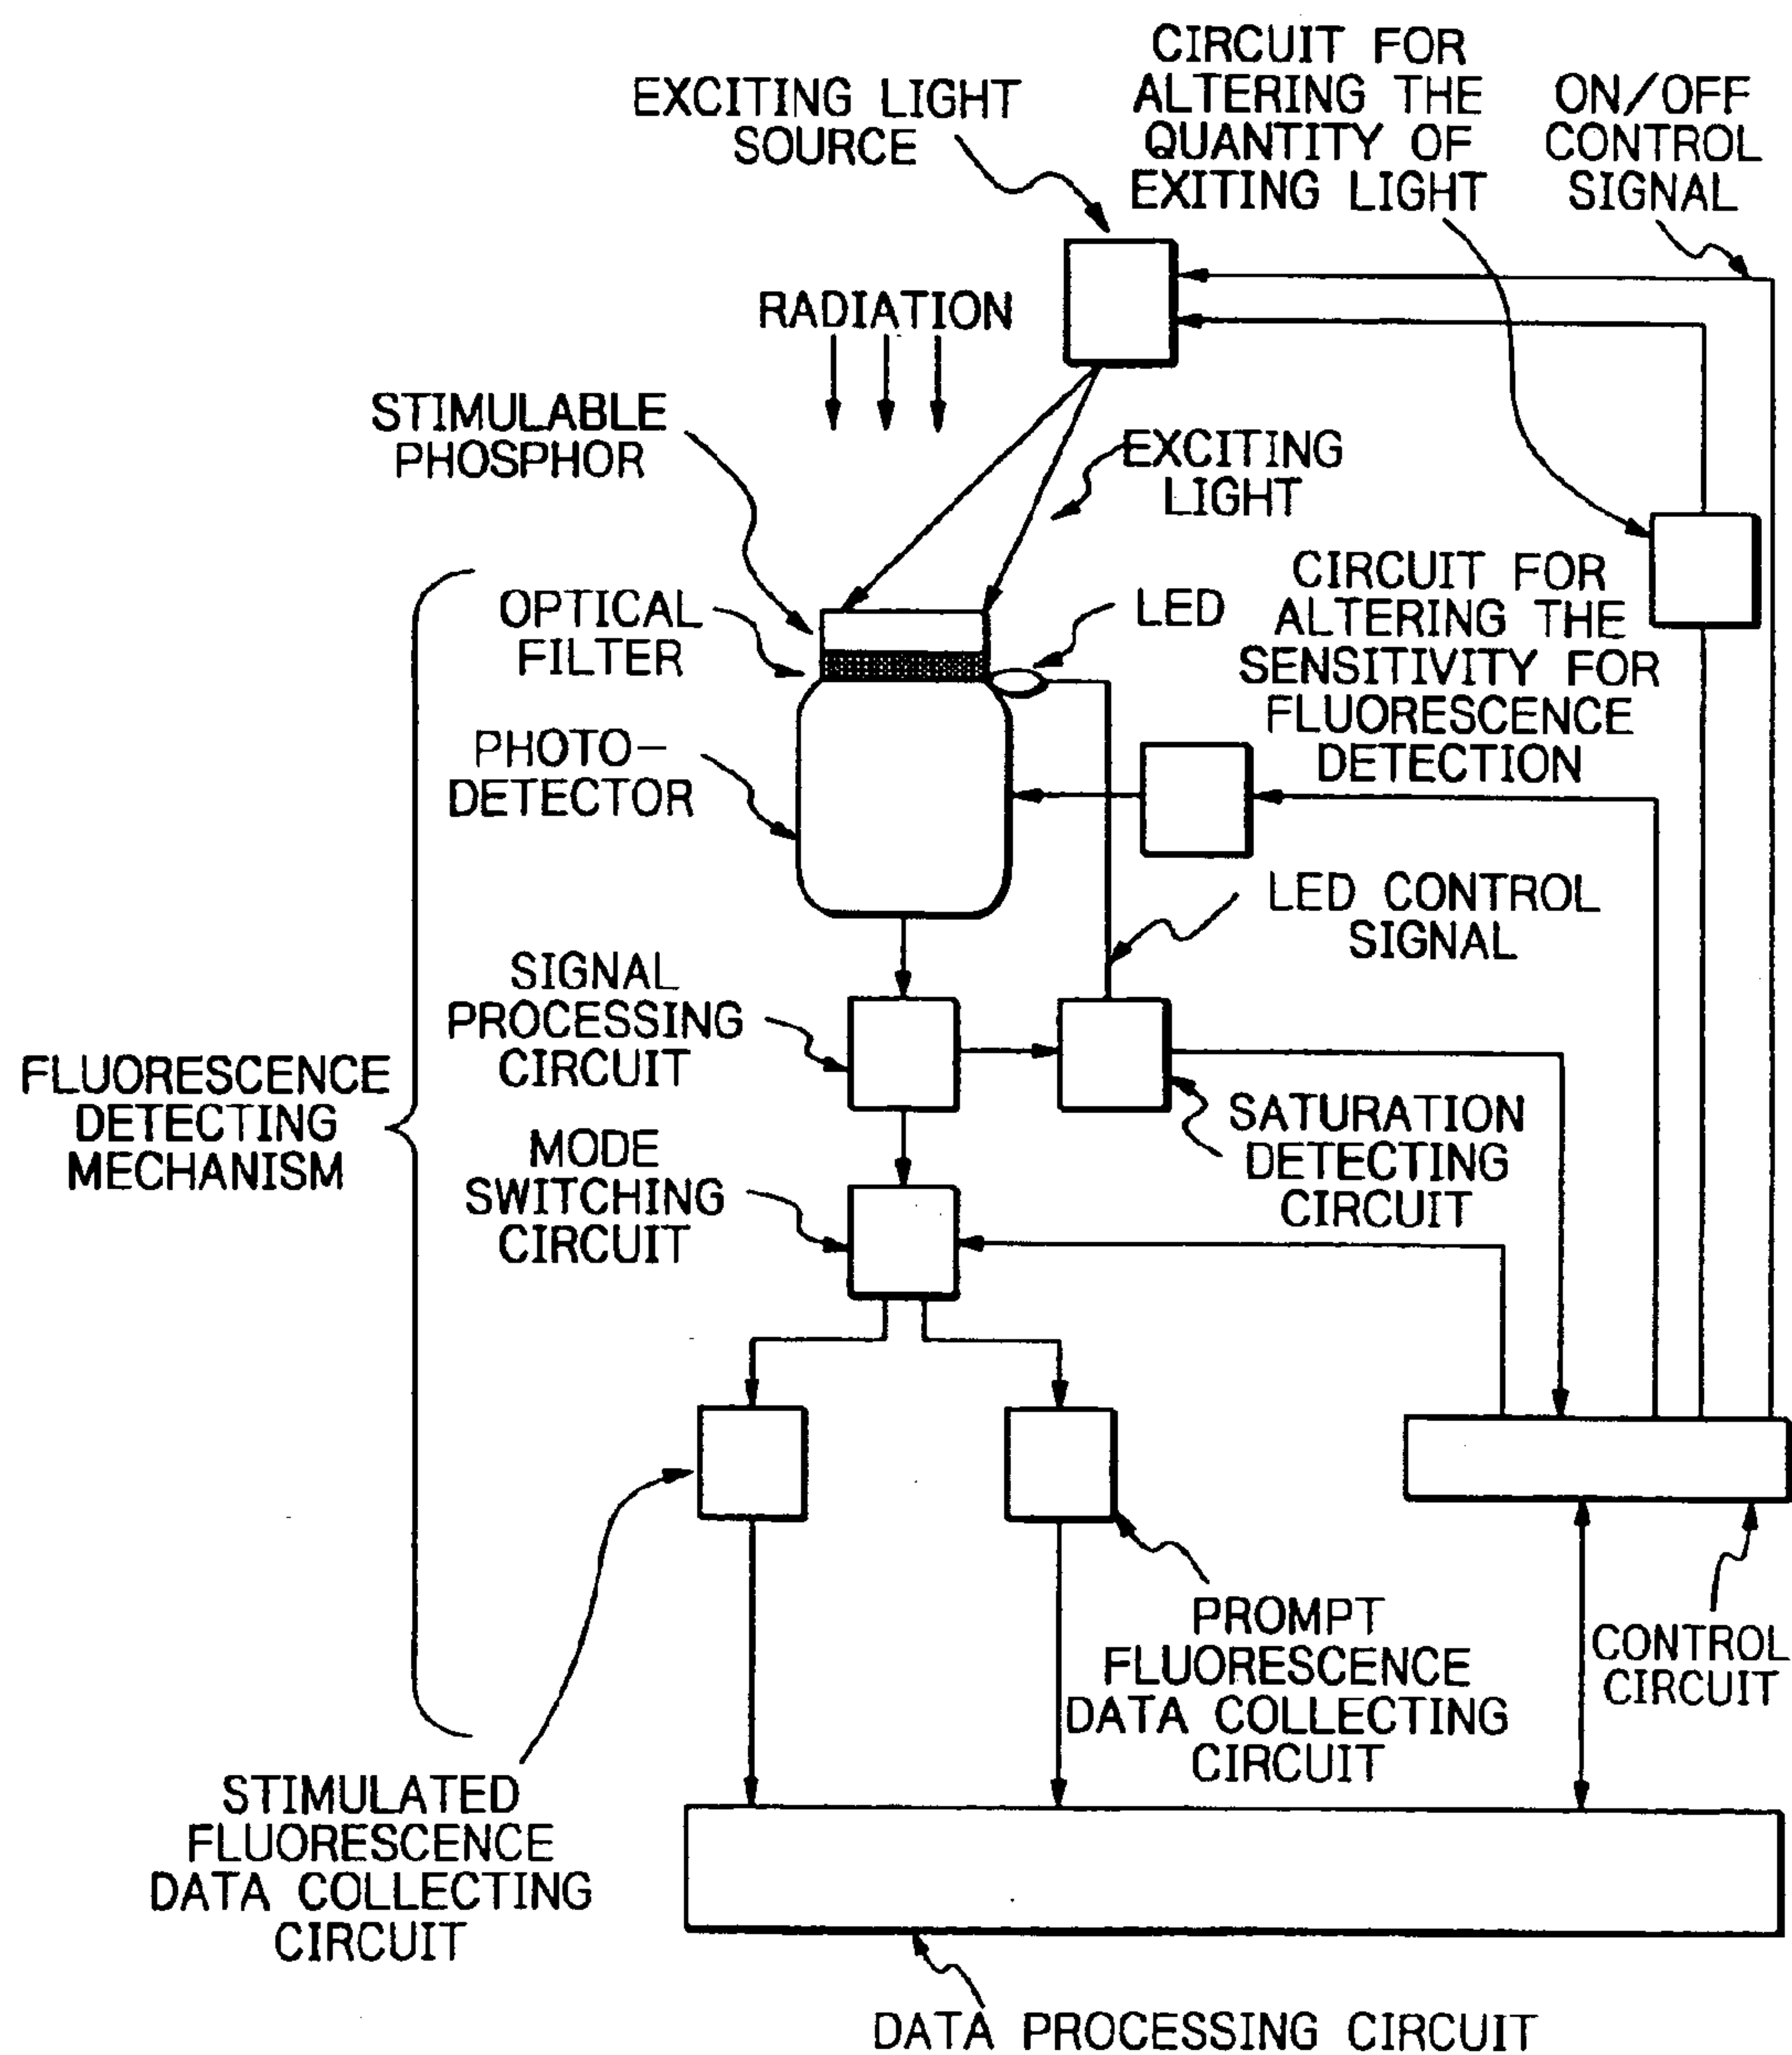 EXCITING LIGHT
SOURCE
CIRCUIT FOR
ALTERING THE
QUANTITY OF
EXITING LIGHT
ON/OFF
CONTROL
SIGNAL
RADIATION
STIMULABLE
PHOSPHOR
EXCITING
LIGHT
OPTICAL
FILTER
LED
CIRCUIT FOR
ALTERING THE
SENSITIVITY FOR
FLUORESCENCE
DETECTION
PHOTO-
DETECTOR
LED CONTROL
SIGNAL
SIGNAL
PROCESSING
CIRCUIT
FLUORESCENCE
DETECTING
MECHANISM
SATURATION
DETECTING
CIRCUIT
MODE
SWITCHING
CIRCUIT
PROMPT
FLUORESCENCE
DATA COLLECTING
CIRCUIT
CONTROL
CIRCUIT
STIMULATED
FLUORESCENCE
DATA COLLECTING
CIRCUIT
DATA PROCESSING CIRCUIT